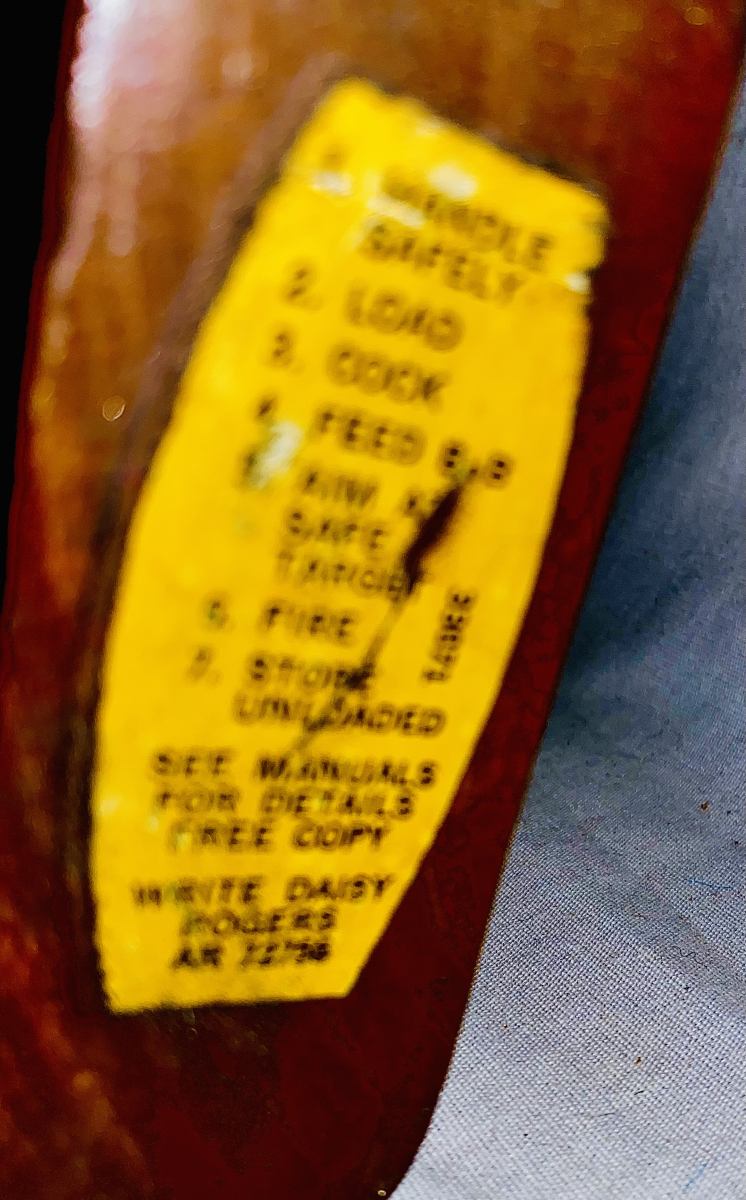 1. HANDLE
SAFELY
2. LOAD
3. COCK
4. FEED B.B
5. AIM AT
SAFE
TARGET
6. FIRE
7. STORE
UNLOADED
SEE MANUALS
FOR DETAILS
FREE COPY
WRITE DAISY
ROGERS
AR